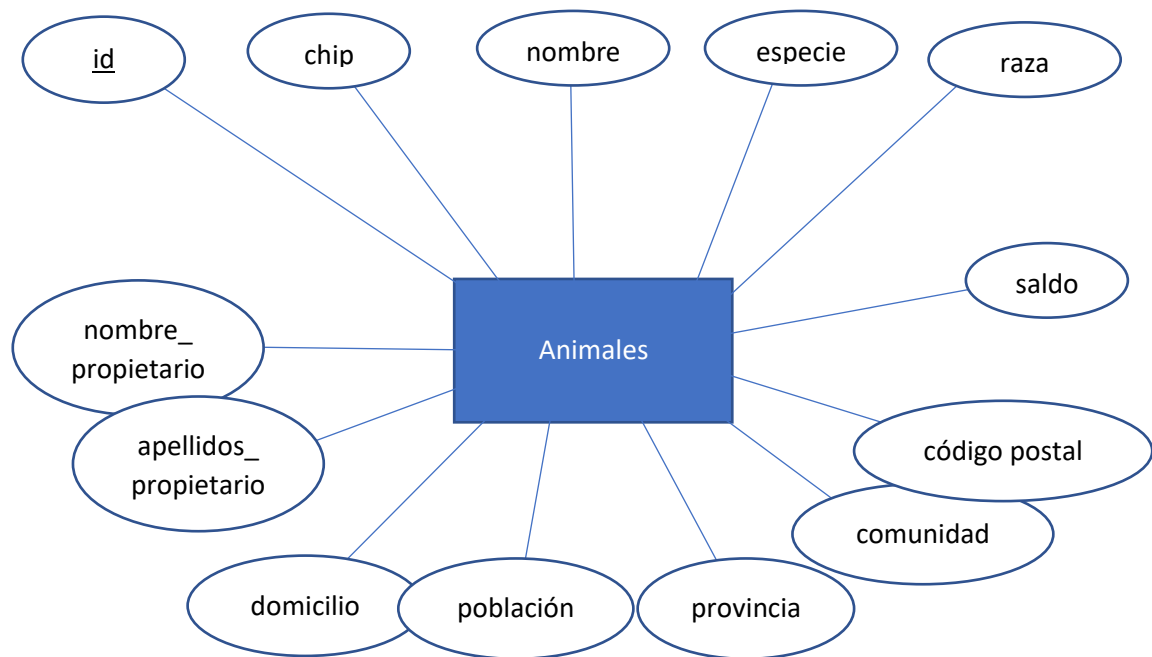 id
chip
nombre
especie
raza
saldo
nombre_
propietario
Animales
apellidos_
propietario
código postal
comunidad
domicilio
población
provincia